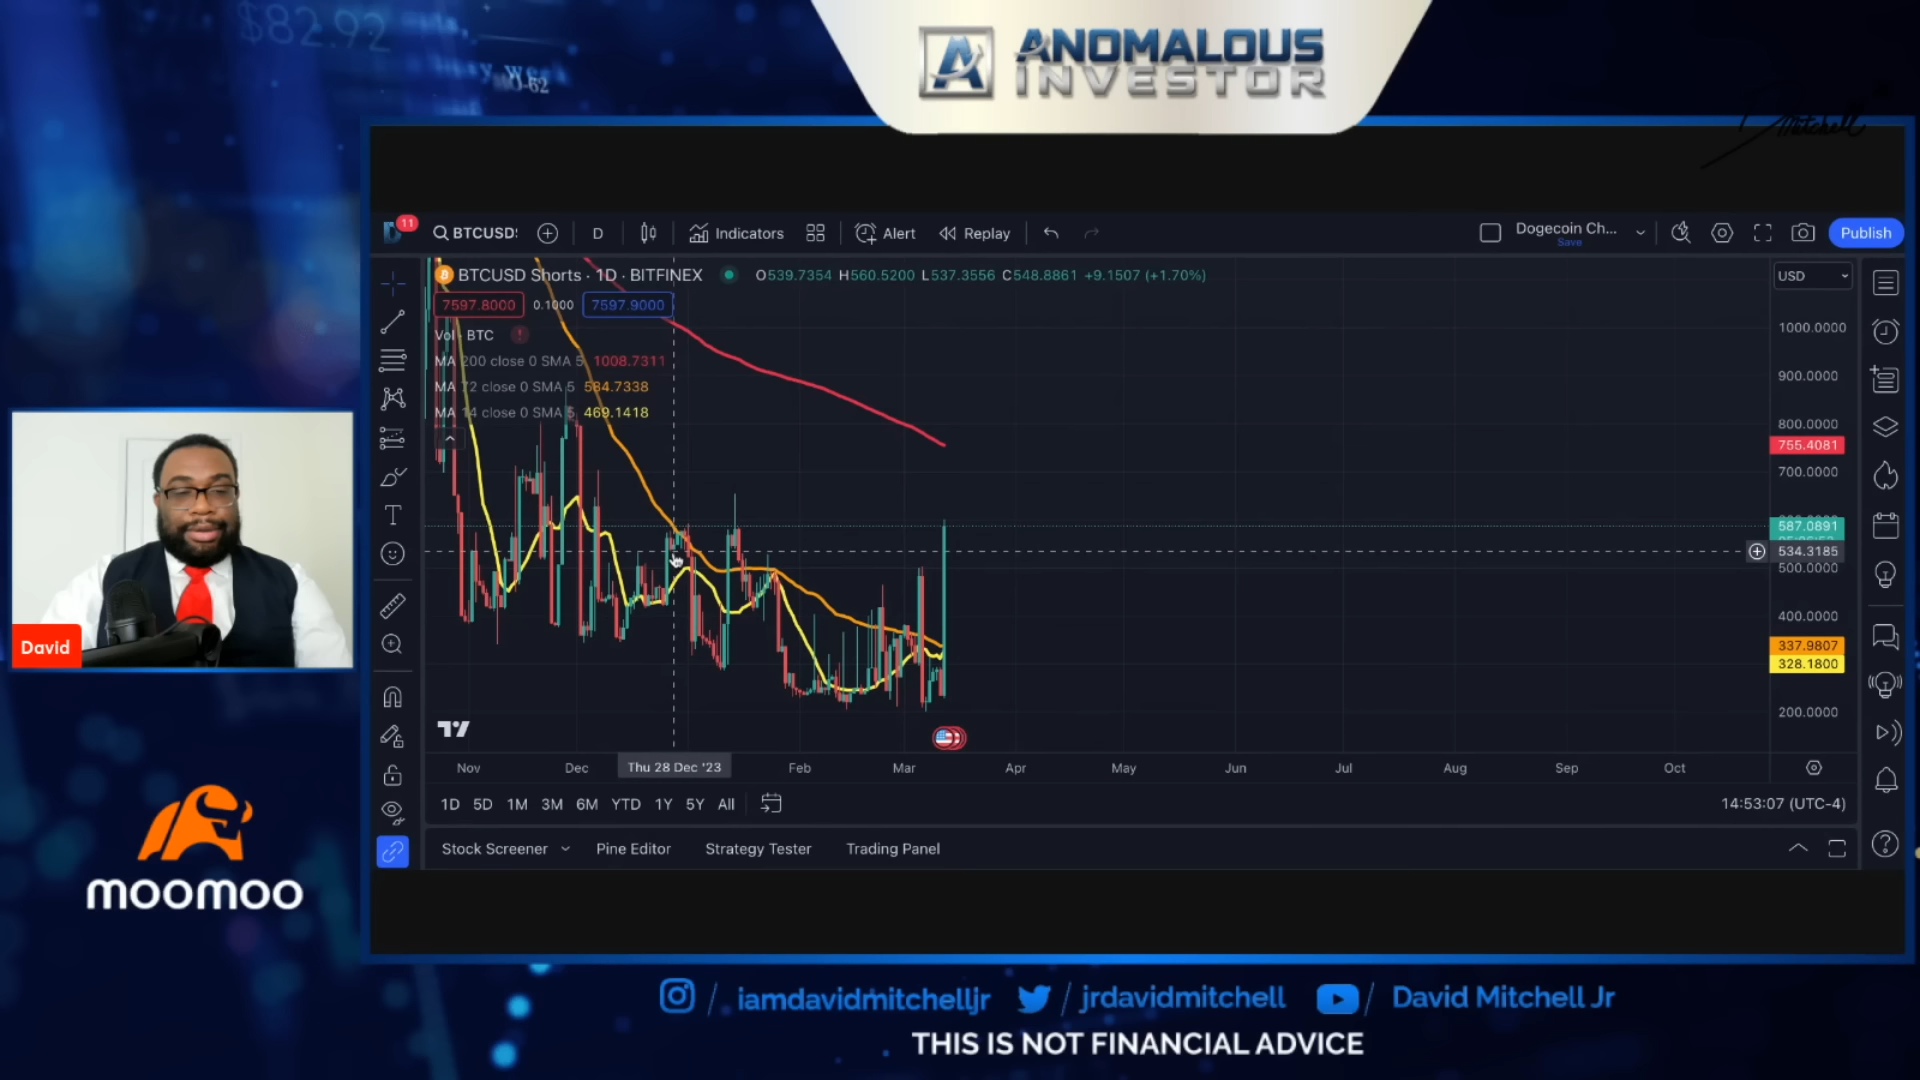 $82.92
ANOMALOUS
INVESTOR
Mitchell
11
BTCUSD:
D
Indicators
Alert
Replay
Dogecoin Ch...
Save
Publish
BTCUSD Shorts · 1D · BITFINEX
O539.7354 H560.5200 L537.3556 C548.8861 +9.1507 (+1.70%)
USD
7597.8000
0.1000
7597.9000
Vol · BTC
MA 200 close 0 SMA 5 1008.7311
MA 72 close 0 SMA 5 584.7338
MA 14 close 0 SMA 5 469.1418
1000.0000
900.0000
800.0000
755.4081
700.0000
587.0891
534.3185
500.0000
400.0000
337.9807
328.1800
200.0000
David
Nov
Dec
Thu 28 Dec '23
Feb
Mar
Apr
May
Jun
Jul
Aug
Sep
Oct
1D 5D 1M 3M 6M YTD 1Y 5Y All
14:53:07 (UTC-4)
Stock Screener
Pine Editor
Strategy Tester
Trading Panel
moomoo
/ iamdavidmitchelljr
/ jrdavidmitchell
/ David Mitchell Jr
THIS IS NOT FINANCIAL ADVICE